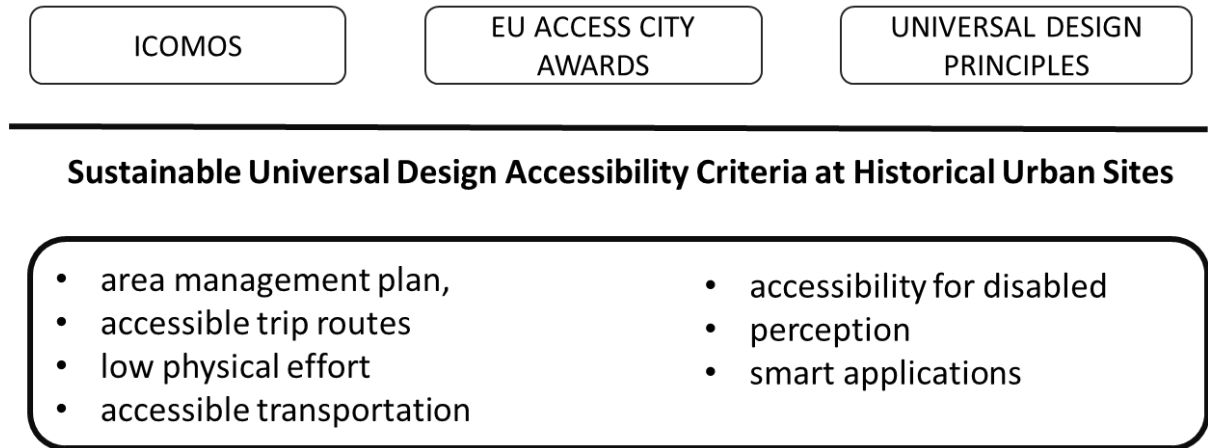 ICOMOS
EU ACCESS CITY
AWARDS
UNIVERSAL DESIGN
PRINCIPLES
Sustainable Universal Design Accessibility Criteria at Historical Urban Sites
• area management plan,
• accessible trip routes
• low physical effort
• accessible transportation
• accessibility for disabled
• perception
• smart applications